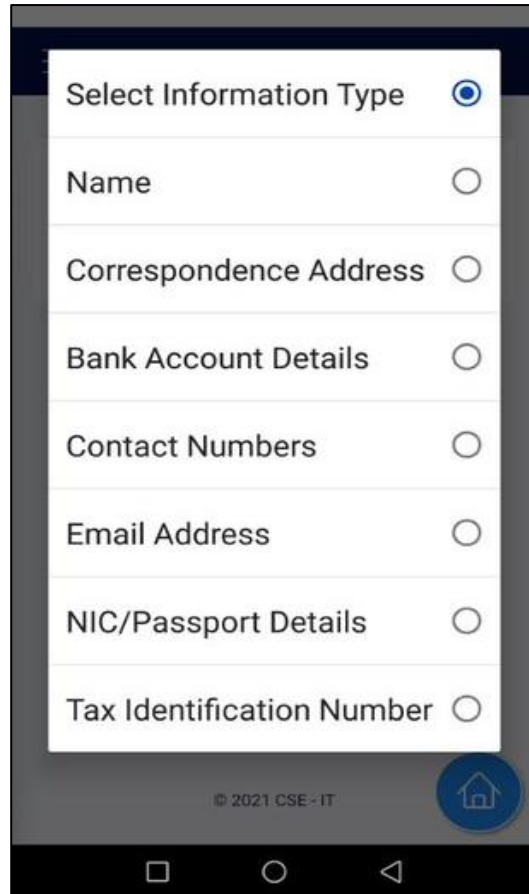 Select Information Type
Name
Correspondence Address
Bank Account Details
Contact Numbers
Email Address
NIC/Passport Details
Tax Identification Number
© 2021 CSE - IT